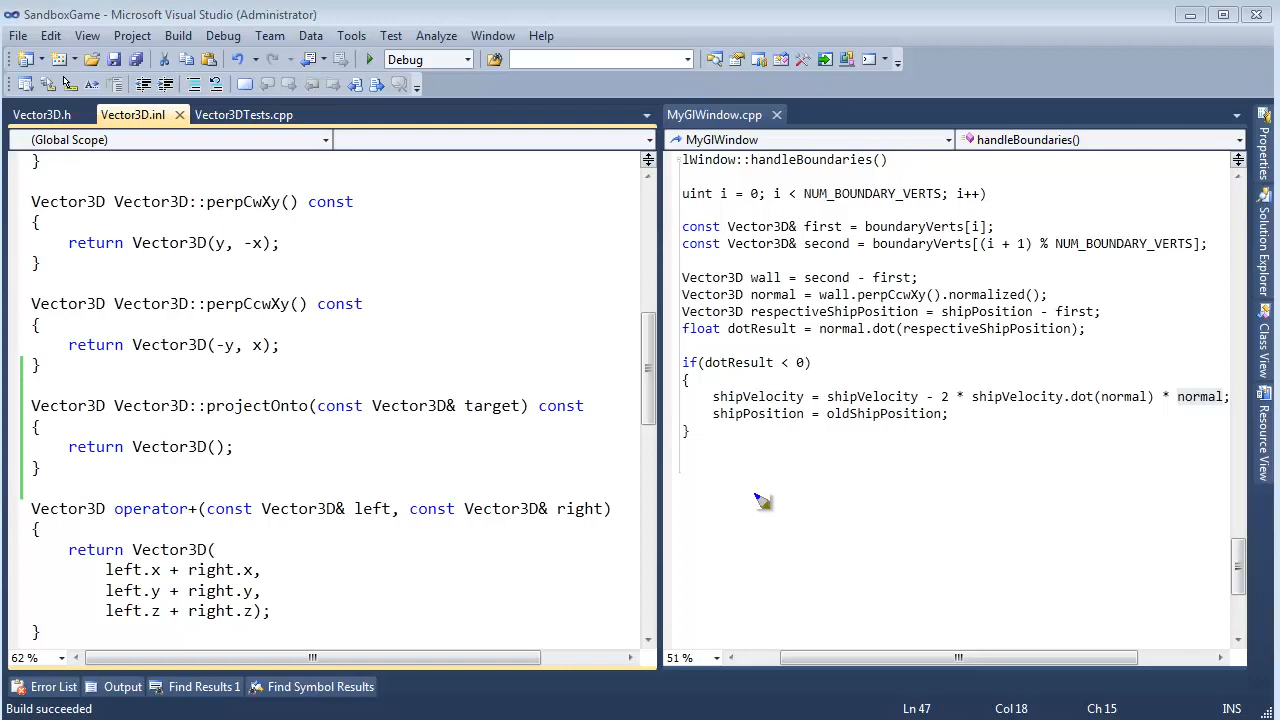 SandboxGame - Microsoft Visual Studio (Administrator)
File Edit View Project Build Debug Team Data Tools Test Analyze Window Help
Debug
Vector3D.h Vector3D.inl Vector3DTests.cpp
(Global Scope)
}
Vector3D Vector3D::perpCwXy() const
{
return Vector3D(y, -x);
}
Vector3D Vector3D::perpCcwXy() const
{
return Vector3D(-y, x);
}
Vector3D Vector3D::projectOnto(const Vector3D& target) const
{
return Vector3D();
}
Vector3D operator+(const Vector3D& left, const Vector3D& right)
{
return Vector3D(
left.x + right.x,
left.y + right.y,
left.z + right.z);
}
62 %
MyGlWindow.cpp
MyGlWindow handleBoundaries()
lWindow::handleBoundaries()
uint i = 0; i < NUM_BOUNDARY_VERTS; i++)
const Vector3D& first = boundaryVerts[i];
const Vector3D& second = boundaryVerts[(i + 1) % NUM_BOUNDARY_VERTS];
Vector3D wall = second - first;
Vector3D normal = wall.perpCcwXy().normalized();
Vector3D respectiveShipPosition = shipPosition - first;
float dotResult = normal.dot(respectiveShipPosition);
if(dotResult < 0)
{
shipVelocity = shipVelocity - 2 * shipVelocity.dot(normal) * normal;
shipPosition = oldShipPosition;
}
51 %
Properties
Solution Explorer
Class View
Resource View
Error List Output Find Results 1 Find Symbol Results
Build succeeded Ln 47 Col 18 Ch 15 INS